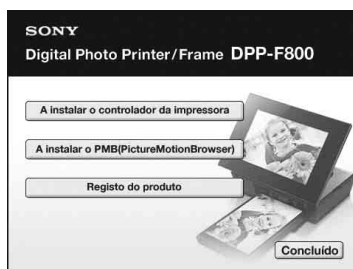 SONY
Digital Photo Printer/Frame DPP-F800
A instalar o controlador da impressora
A instalar o PMB(PictureMotionBrowser)
Registo do produto
Concluído